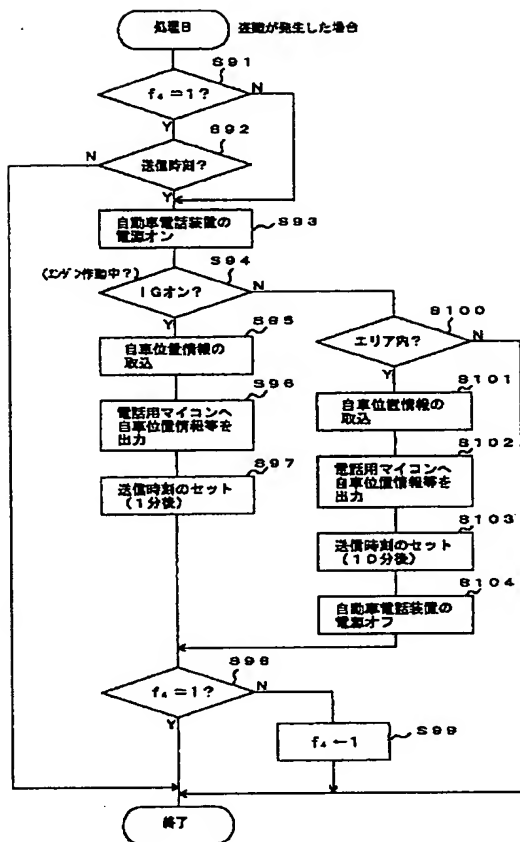 処理B
盗難が発生した場合
S91
f₄=1?
N
Y
S92
N
送信時刻?
Y
自動車電話装置の
電源オン
S93
(エンジン作動中?)
S94
IGオン?
N
Y
S95
自車位置情報の
取込
S96
電話用マイコンへ
自車位置情報等を
出力
S97
送信時刻のセット
(1分後)
S100
エリア内?
N
Y
S101
自車位置情報の
取込
S102
電話用マイコンへ
自車位置情報等を
出力
S103
送信時刻のセット
(10分後)
S104
自動車電話装置の
電源オフ
S98
f₄=1?
N
Y
S99
f₄←1
終了